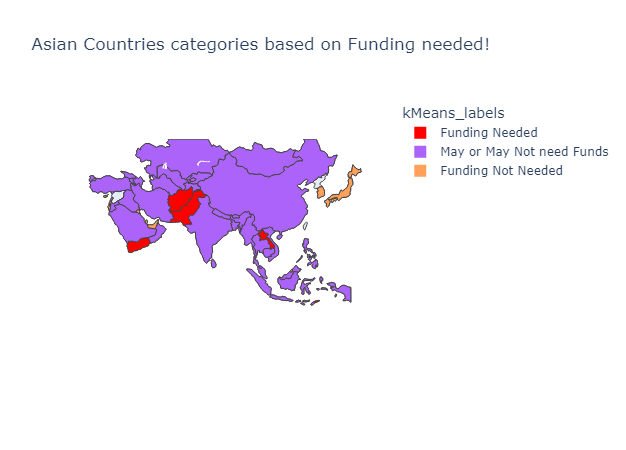 Asian Countries categories based on Funding needed!
kMeans_labels
Funding Needed
May or May Not need Funds
Funding Not Needed